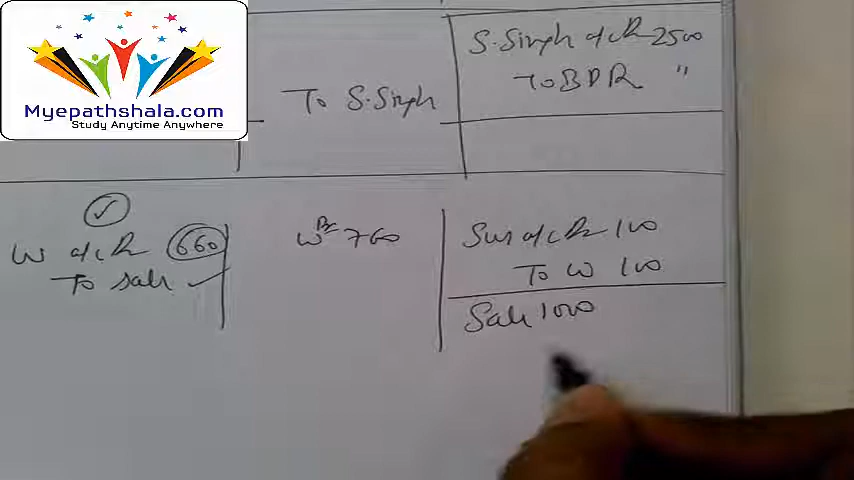 Myepathshala.com
Study Anytime Anywhere
To S.Singh
S.Singh a/c Dr 2500
To BDR "
W a/c Dr 660
To sale
W Dr 760
Sus a/c Dr 100
To W 100
Sale 1000